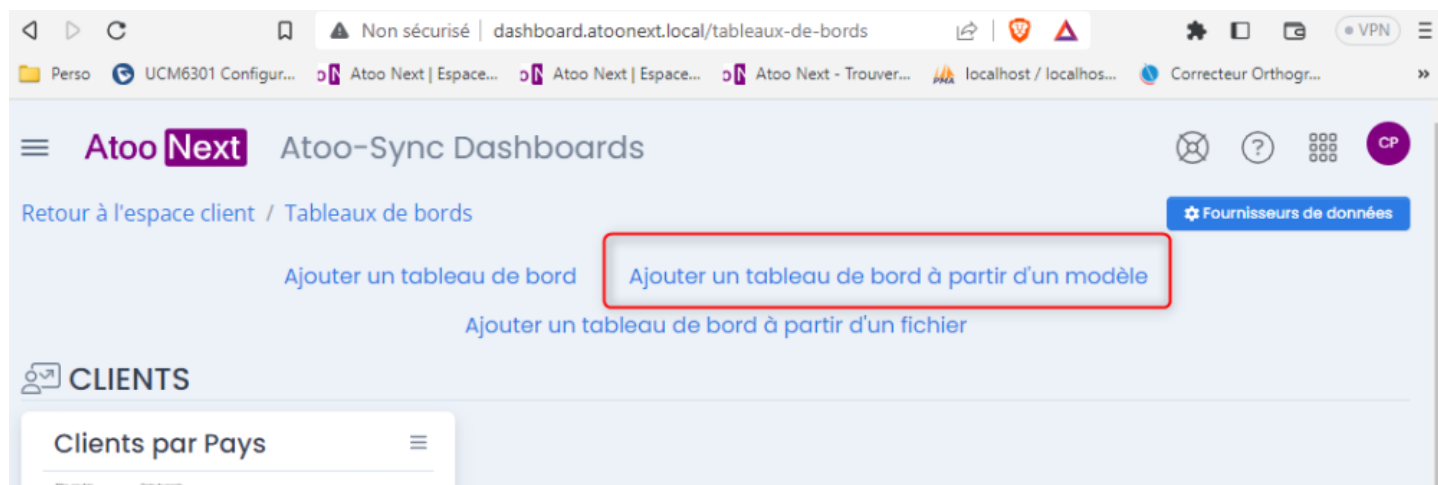 Non sécurisé | dashboard.atoonext.local/tableaux-de-bords
VPN
Perso
UCM6301 Configur...
Atoo Next | Espace...
Atoo Next | Espace...
Atoo Next - Trouver...
localhost / localhos...
Correcteur Orthogr...
»
Atoo Next
Atoo-Sync Dashboards
?
CP
Retour à l'espace client / Tableaux de bords
Fournisseurs de données
Ajouter un tableau de bord
Ajouter un tableau de bord à partir d'un modèle
Ajouter un tableau de bord à partir d'un fichier
CLIENTS
Clients par Pays